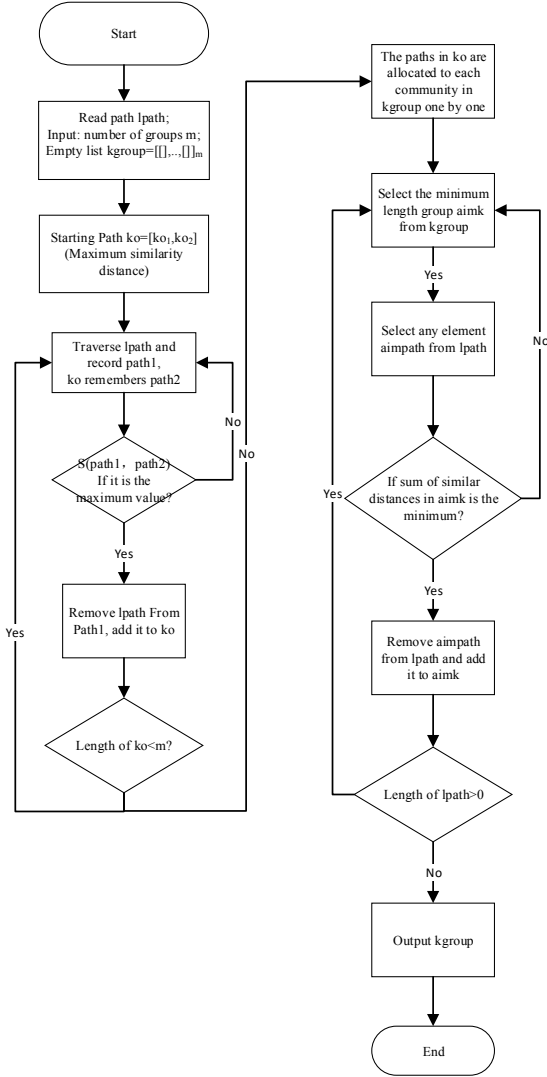 Start
Read path lpath;
Input: number of groups m;
Empty list kgroup=[[],..,[]]m
Starting Path ko=[ko1,ko2]
(Maximum similarity
distance)
Traverse lpath and
record path1,
ko remembers path2
No
S(path1, path2)
If it is the
maximum value?
Yes
Remove lpath From
Path1, add it to ko
Yes
Length of ko<m?
No
The paths in ko are
allocated to each
community in
kgroup one by one
Select the minimum
length group aimk
from kgroup
Yes
Select any element
aimpath from lpath
No
If sum of similar
distances in aimk is the
minimum?
Yes
Yes
Remove aimpath
from lpath and add
it to aimk
Length of lpath>0
No
Output kgroup
End